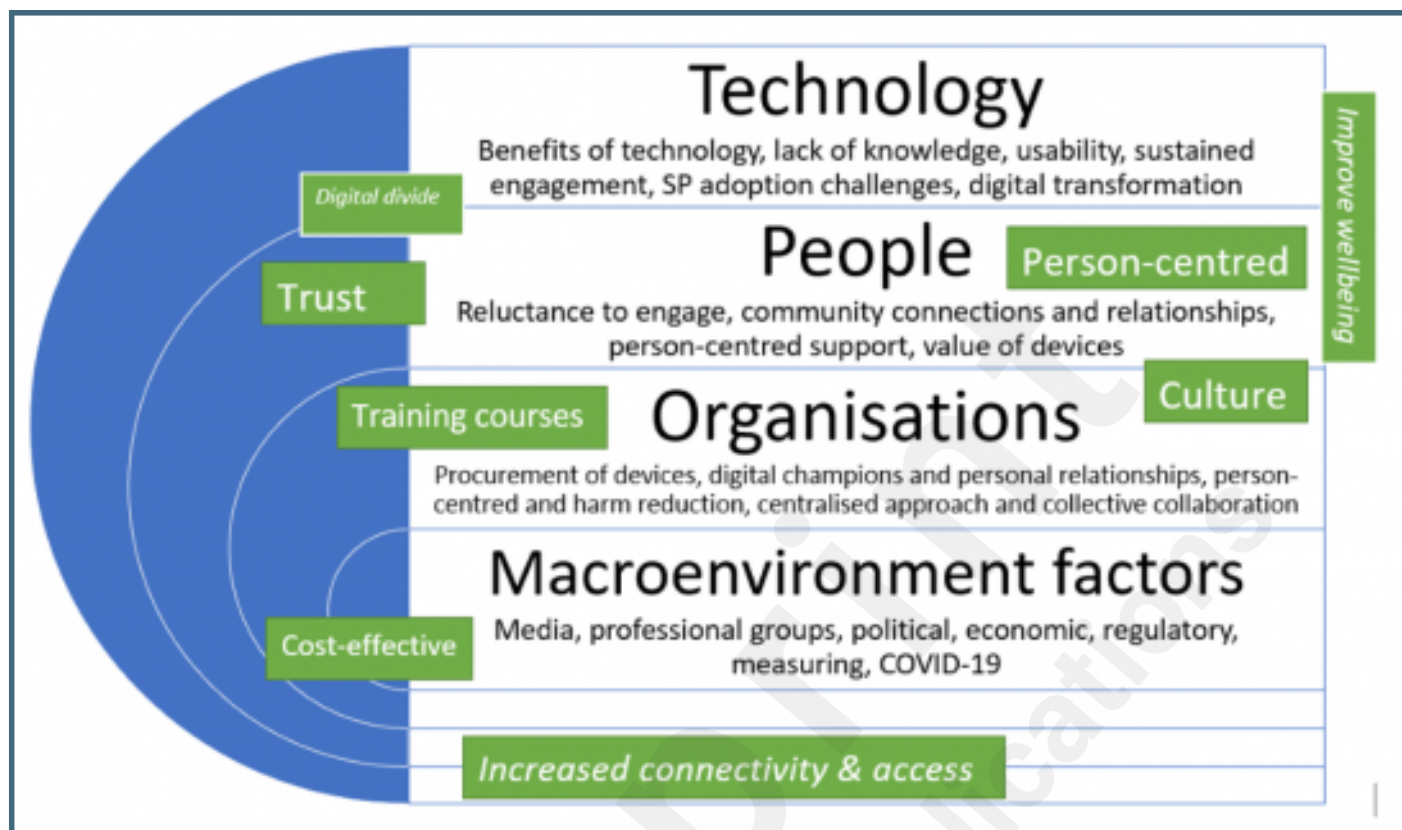 Technology
Benefits of technology, lack of knowledge, usability, sustained
engagement, SP adoption challenges, digital transformation
Improve wellbeing
Digital divide
People
Person-centred
Trust
Reluctance to engage, community connections and relationships,
person-centred support, value of devices
Culture
Training courses
Organisations
Procurement of devices, digital champions and personal relationships, person-
centred and harm reduction, centralised approach and collective collaboration
Macroenvironment factors
Cost-effective
Media, professional groups, political, economic, regulatory,
measuring, COVID-19
Increased connectivity & access